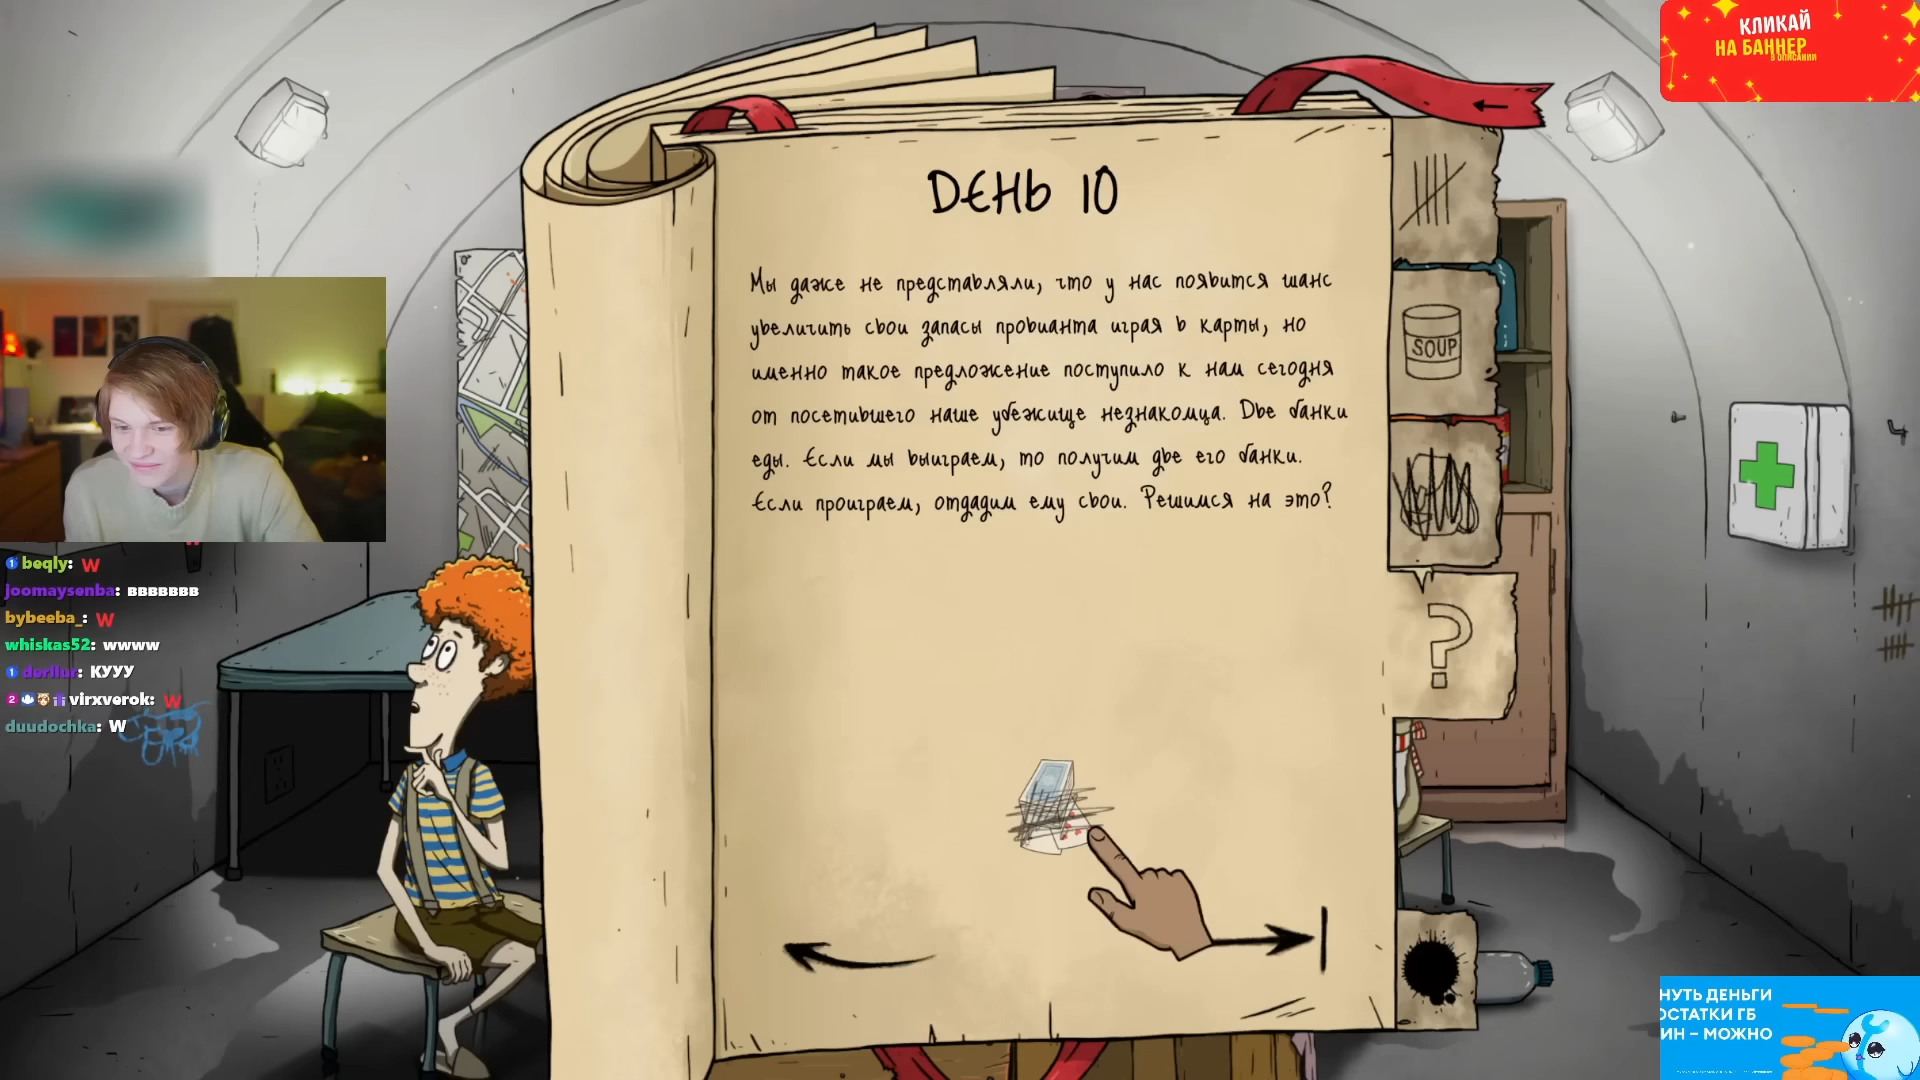 КЛИКАЙ
НА БАННЕР
В ОПИСАНИИ
ДЕНЬ 10
Мы даже не представляли, что у нас появится шанс
увеличить свои запасы провианта играя в карты, но
именно такое предложение поступило к нам сегодня
от посетившего наше убежище незнакомца. Две банки
еды. Если мы выиграем, то получим две его банки.
Если проиграем, отдадим ему свои. Решимся на это?
SOUP
?
beqly: W
joomaysenba: ввввввв
bybeeba_: W
whiskas52: wwww
derllur: КУУУ
virxverok: W
duudochka: W
НУТЬ ДЕНЬГИ
ОСТАТКИ ГБ
ИН – МОЖНО